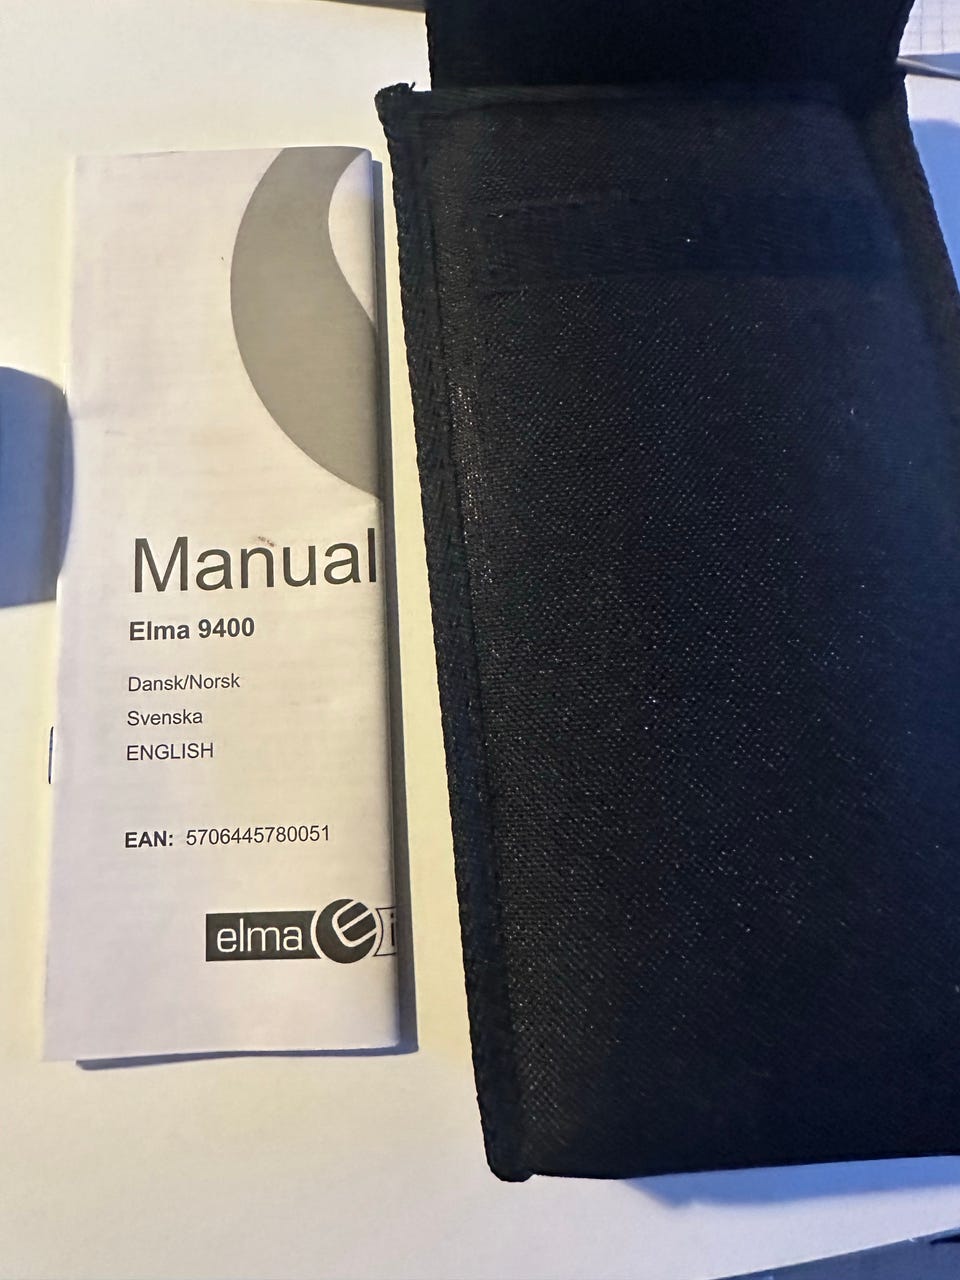 Manual
Elma 9400
Dansk/Norsk
Svenska
ENGLISH
EAN: 5706445780051
elma